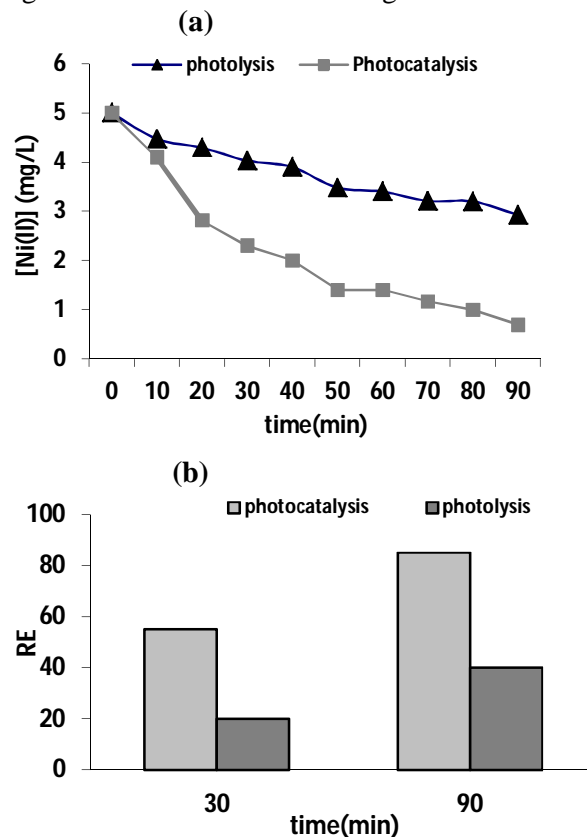 (a)
photolysis Photocatalysis
6
5
4
3
2
1
0
[Ni(II)] (mg/L)
0 10 20 30 40 50 60 70 80 90
time(min)
(b)
photocatalysis photolysis
100
80
60
40
20
0
RE
30 90
time(min)